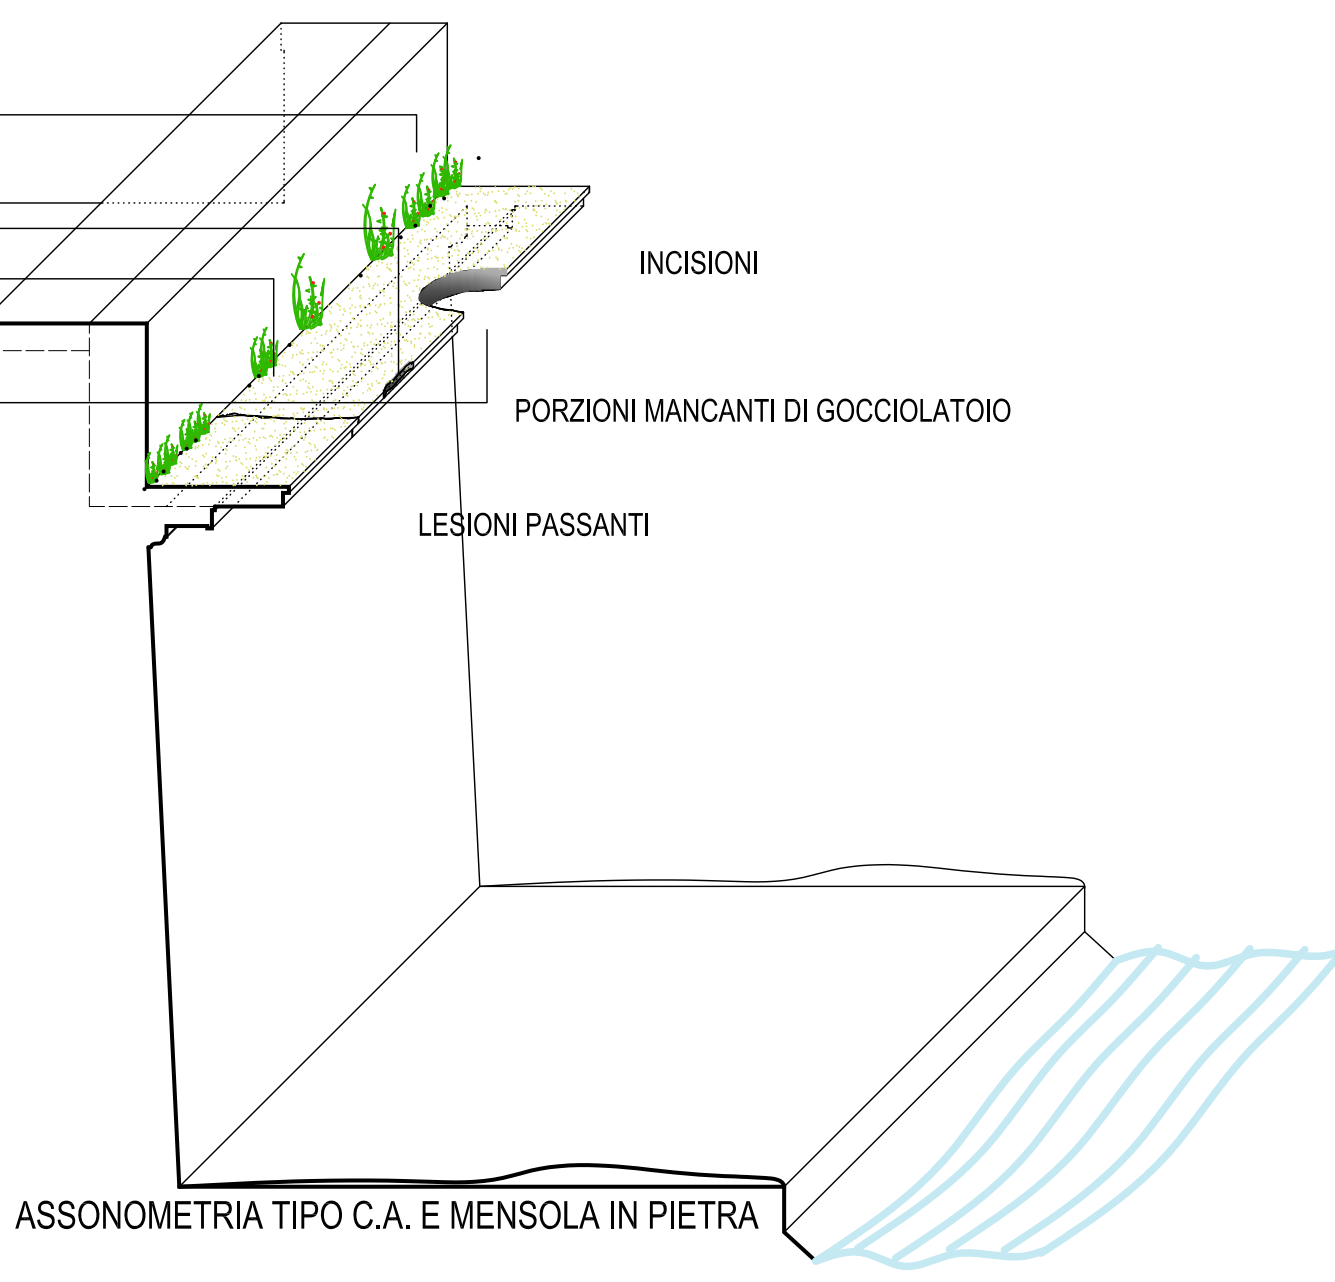 INCISIONI
PORZIONI MANCANTI DI GOCCIOLATOIO
LESIONI PASSANTI
ASSONOMETRIA TIPO C.A. E MENSOLA IN PIETRA